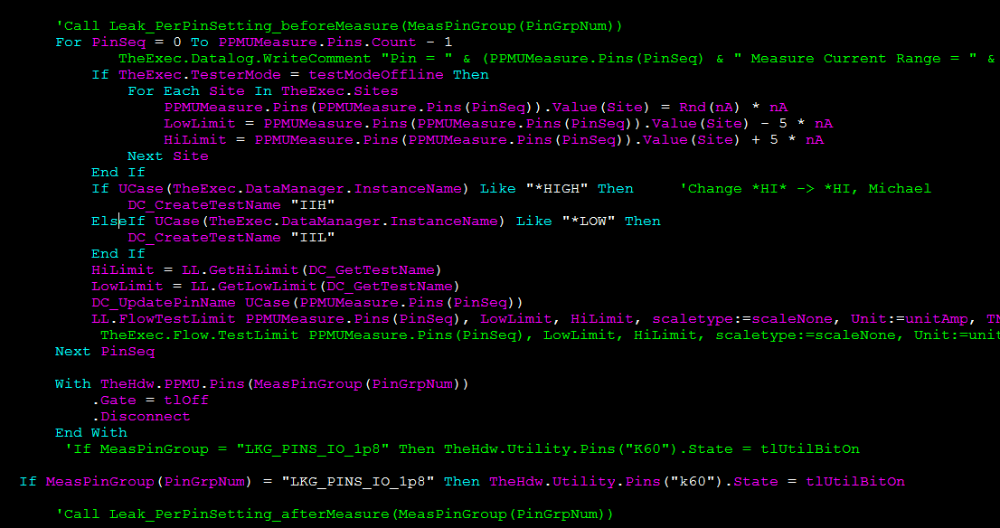 'Call Leak_PerPinSetting_beforeMeasure(MeasPinGroup(PinGrpNum))
For PinSeq = 0 To PPMUMeasure.Pins.Count - 1
TheExec.Datalog.WriteComment "Pin = " & (PPMUMeasure.Pins(PinSeq) & " Measure Current Range = " &
If TheExec.TesterMode = testModeOffline Then
For Each Site In TheExec.Sites
PPMUMeasure.Pins(PPMUMeasure.Pins(PinSeq)).Value(Site) = Rnd(nA) * nA
LowLimit = PPMUMeasure.Pins(PPMUMeasure.Pins(PinSeq)).Value(Site) - 5 * nA
HiLimit = PPMUMeasure.Pins(PPMUMeasure.Pins(PinSeq)).Value(Site) + 5 * nA
Next Site
End If
If UCase(TheExec.DataManager.InstanceName) Like "*HIGH" Then 'Change *HI* -> *HI, Michael
DC_CreateTestName "IIH"
ElseIf UCase(TheExec.DataManager.InstanceName) Like "*LOW" Then
DC_CreateTestName "IIL"
End If
HiLimit = LL.GetHiLimit(DC_GetTestName)
LowLimit = LL.GetLowLimit(DC_GetTestName)
DC_UpdatePinName UCase(PPMUMeasure.Pins(PinSeq))
LL.FlowTestLimit PPMUMeasure.Pins(PinSeq), LowLimit, HiLimit, scaletype:=scaleNone, Unit:=unitAmp, TN
TheExec.Flow.TestLimit PPMUMeasure.Pins(PinSeq), LowLimit, HiLimit, scaletype:=scaleNone, Unit:=unit
Next PinSeq
With TheHdw.PPMU.Pins(MeasPinGroup(PinGrpNum))
.Gate = tlOff
.Disconnect
End With
'If MeasPinGroup = "LKG_PINS_IO_1p8" Then TheHdw.Utility.Pins("K60").State = tlUtilBitOn
If MeasPinGroup(PinGrpNum) = "LKG_PINS_IO_1p8" Then TheHdw.Utility.Pins("k60").State = tlUtilBitOn
'Call Leak_PerPinSetting_afterMeasure(MeasPinGroup(PinGrpNum))